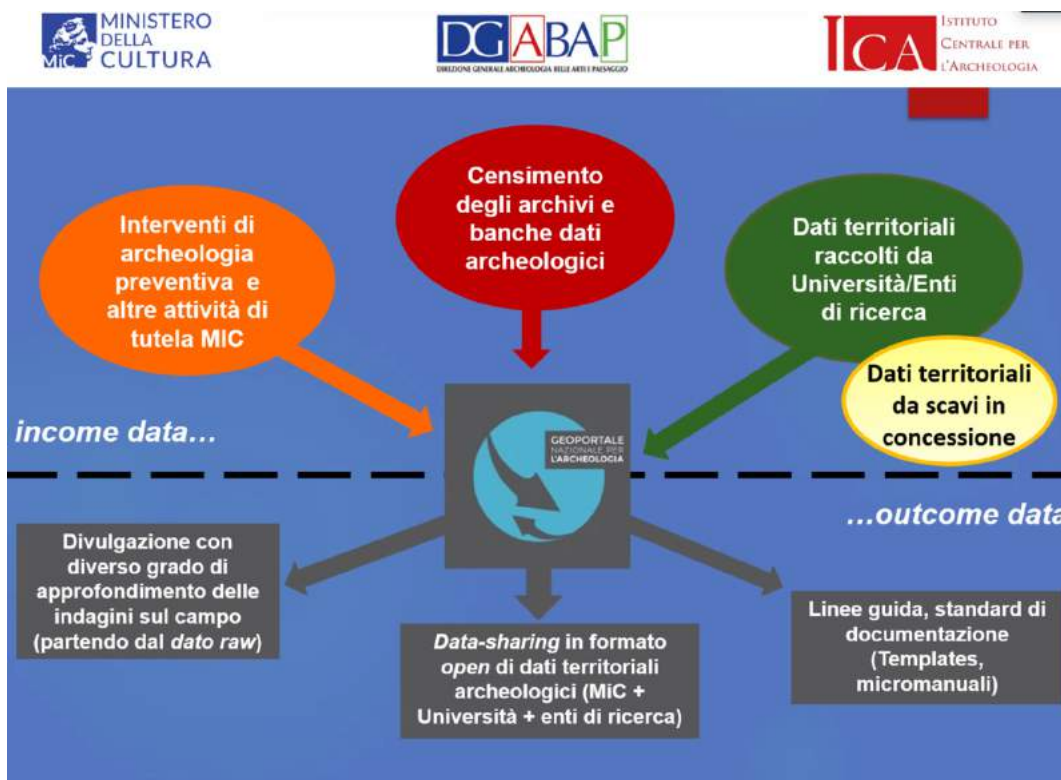 MiC
MINISTERO
DELLA
CULTURA
DGABAP
DIREZIONE GENERALE ARCHEOLOGIA BELLE ARTI E PAESAGGIO
ICA
ISTITUTO
CENTRALE PER
L'ARCHEOLOGIA
Interventi di
archeologia
preventiva e
altre attività di
tutela MIC
Censimento
degli archivi e
banche dati
archeologici
Dati territoriali
raccolti da
Università/Enti
di ricerca
Dati territoriali
da scavi in
concessione
income data...
GEOPORTALE
NAZIONALE PER
L'ARCHEOLOGIA
...outcome data
Divulgazione con
diverso grado di
approfondimento delle
indagini sul campo
(partendo dal dato raw)
Data-sharing in formato
open di dati territoriali
archeologici (MiC +
Università + enti di ricerca)
Linee guida, standard di
documentazione
(Templates,
micromanuali)